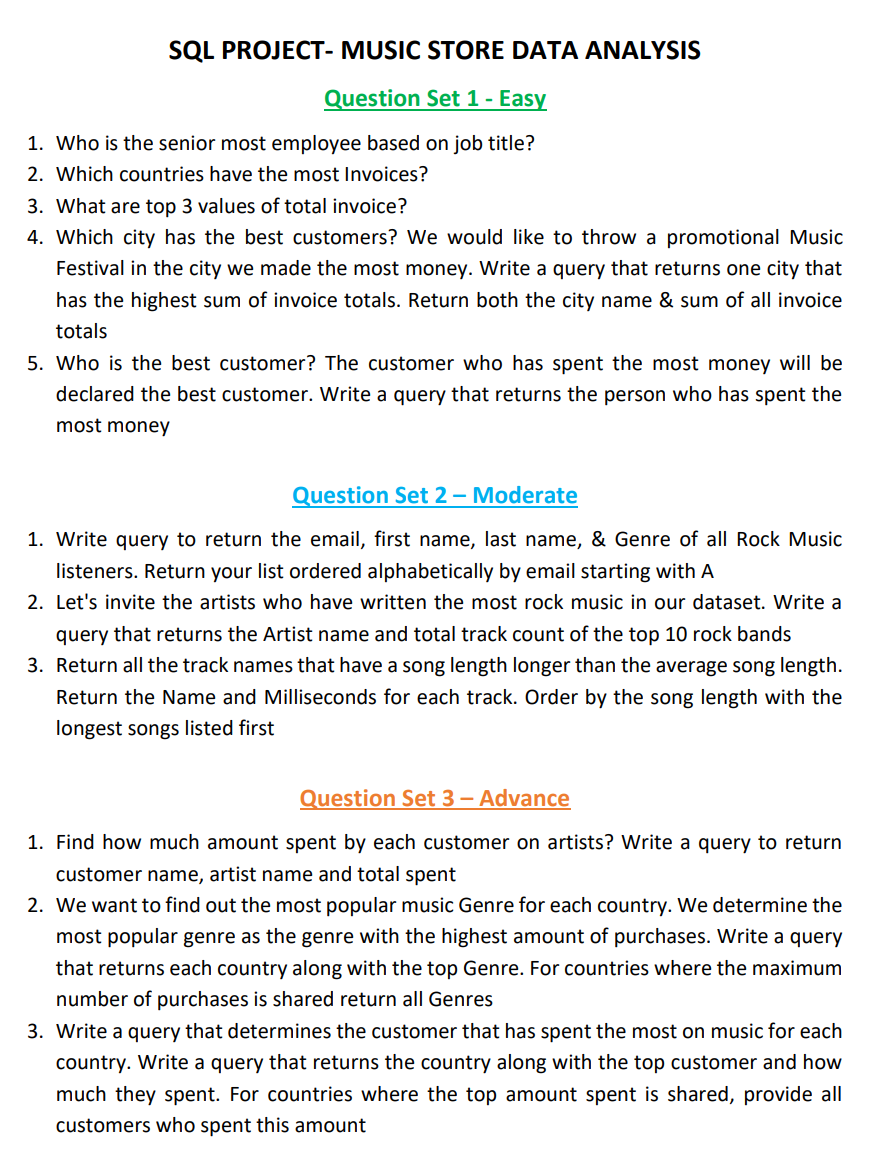 SQL PROJECT- MUSIC STORE DATA ANALYSIS
Question Set 1 - Easy
1. Who is the senior most employee based on job title?
2. Which countries have the most Invoices?
3. What are top 3 values of total invoice?
4. Which city has the best customers? We would like to throw a promotional Music
Festival in the city we made the most money. Write a query that returns one city that
has the highest sum of invoice totals. Return both the city name & sum of all invoice
totals
5. Who is the best customer? The customer who has spent the most money will be
declared the best customer. Write a query that returns the person who has spent the
most money
Question Set 2 – Moderate
1. Write query to return the email, first name, last name, & Genre of all Rock Music
listeners. Return your list ordered alphabetically by email starting with A
2. Let's invite the artists who have written the most rock music in our dataset. Write a
query that returns the Artist name and total track count of the top 10 rock bands
3. Return all the track names that have a song length longer than the average song length.
Return the Name and Milliseconds for each track. Order by the song length with the
longest songs listed first
Question Set 3 – Advance
1. Find how much amount spent by each customer on artists? Write a query to return
customer name, artist name and total spent
2. We want to find out the most popular music Genre for each country. We determine the
most popular genre as the genre with the highest amount of purchases. Write a query
that returns each country along with the top Genre. For countries where the maximum
number of purchases is shared return all Genres
3. Write a query that determines the customer that has spent the most on music for each
country. Write a query that returns the country along with the top customer and how
much they spent. For countries where the top amount spent is shared, provide all
customers who spent this amount